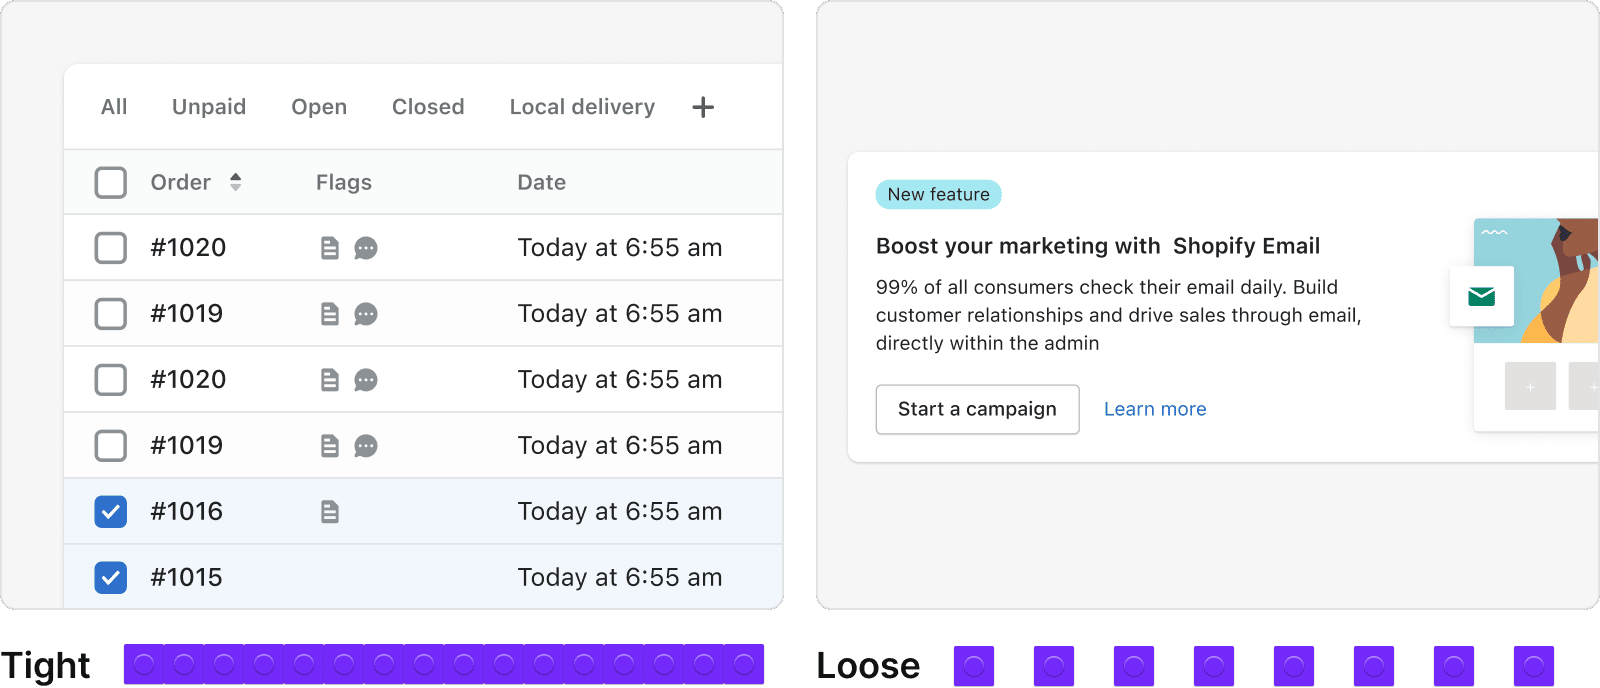 All Unpaid Open Closed Local delivery +
Order Flags Date
#1020 Today at 6:55 am
#1019 Today at 6:55 am
#1020 Today at 6:55 am
#1019 Today at 6:55 am
#1016 Today at 6:55 am
#1015 Today at 6:55 am
Tight
New feature
Boost your marketing with Shopify Email
99% of all consumers check their email daily. Build
customer relationships and drive sales through email,
directly within the admin
Start a campaign Learn more
Loose